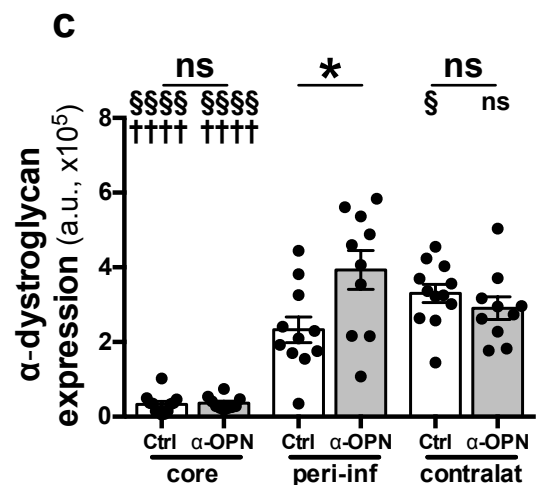 c
ns * ns
§§§§ §§§§ § ns
†††† ††††
α-dystroglycan
expression (a.u., x10⁵)
8
6
4
2
0
Ctrl α-OPN Ctrl α-OPN Ctrl α-OPN
core peri-inf contralat